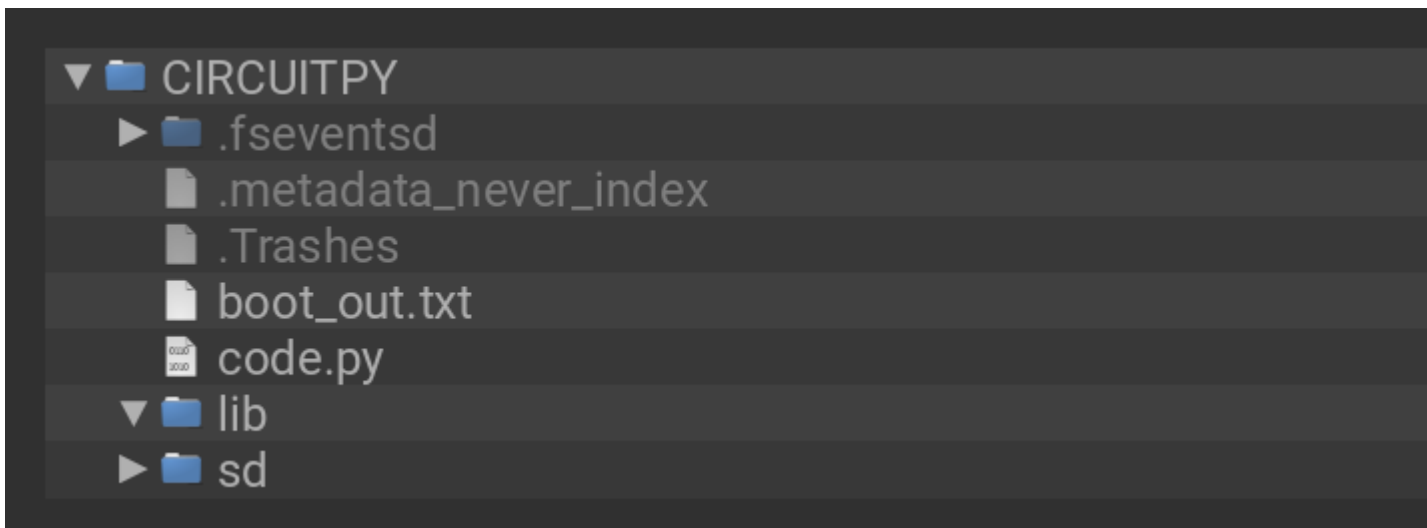 CIRCUITPY
.fseventsd
.metadata_never_index
.Trashes
boot_out.txt
code.py
lib
sd